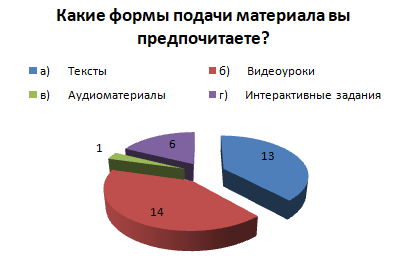 Какие формы подачи материала вы
предпочитаете?
а) Тексты б) Видеоуроки
в) Аудиоматериалы г) Интерактивные задания
6
1
13
14